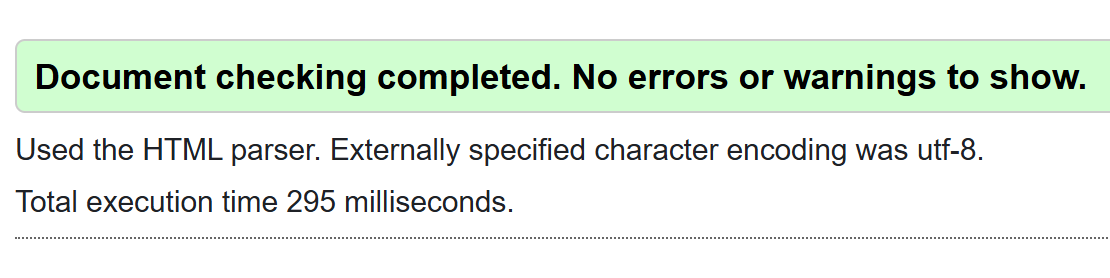 Document checking completed. No errors or warnings to show.
Used the HTML parser. Externally specified character encoding was utf-8.
Total execution time 295 milliseconds.